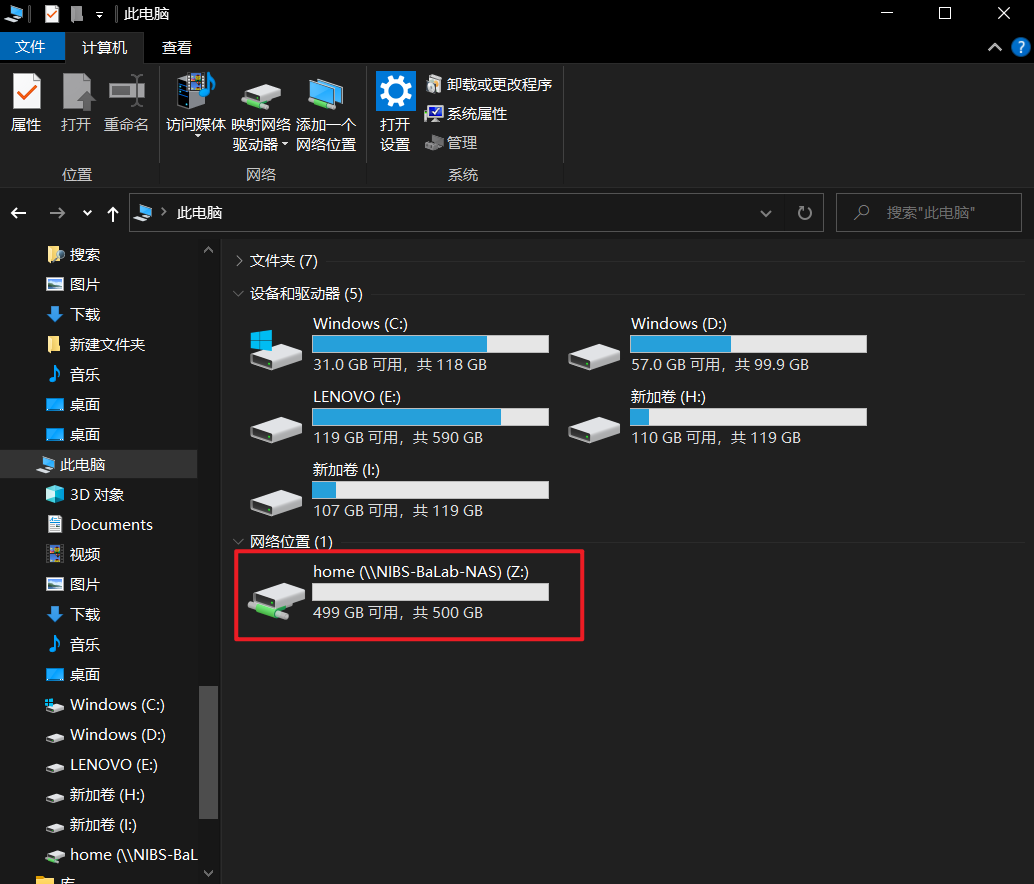 此电脑
文件 计算机 查看
属性 打开 重命名 访问媒体 映射网络驱动器 添加一个网络位置 打开设置 卸载或更改程序
系统属性
管理
位置 网络 系统
此电脑 搜索"此电脑"
搜索
图片
下载
新建文件夹
音乐
桌面
桌面
此电脑
3D 对象
Documents
视频
图片
下载
音乐
桌面
Windows (C:)
Windows (D:)
LENOVO (E:)
新加卷 (H:)
新加卷 (I:)
home (\\NIBS-BaL
库
文件夹 (7)
设备和驱动器 (5)
Windows (C:)
31.0 GB 可用，共 118 GB
Windows (D:)
57.0 GB 可用，共 99.9 GB
LENOVO (E:)
119 GB 可用，共 590 GB
新加卷 (H:)
110 GB 可用，共 119 GB
新加卷 (I:)
107 GB 可用，共 119 GB
网络位置 (1)
home (\\NIBS-BaLab-NAS) (Z:)
499 GB 可用，共 500 GB